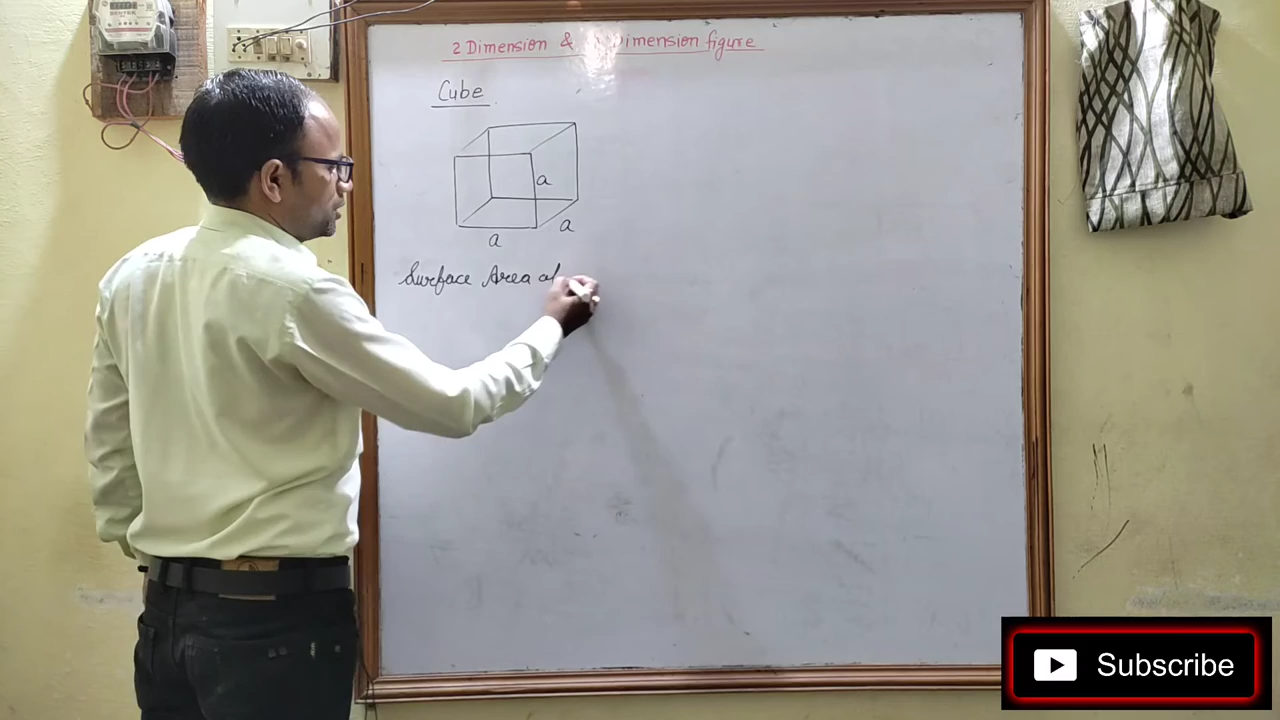 2 Dimension & Dimension figure
Cube
a
a
a
Surface Area of
Subscribe